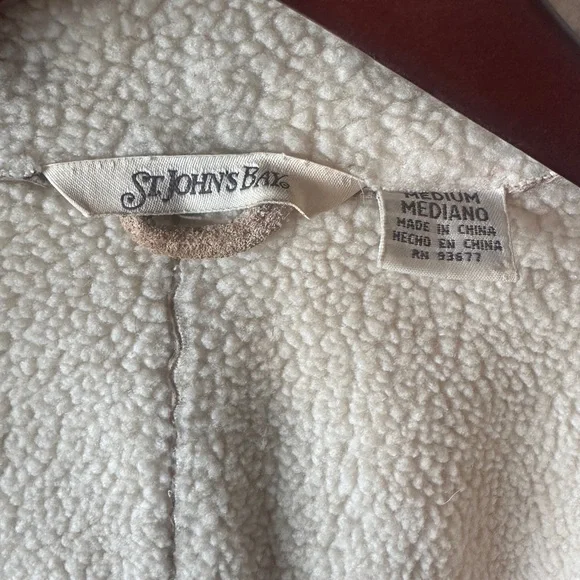 ST. JOHN'S BAY
MEDIUM
MEDIANO
MADE IN CHINA
HECHO EN CHINA
RN 93677